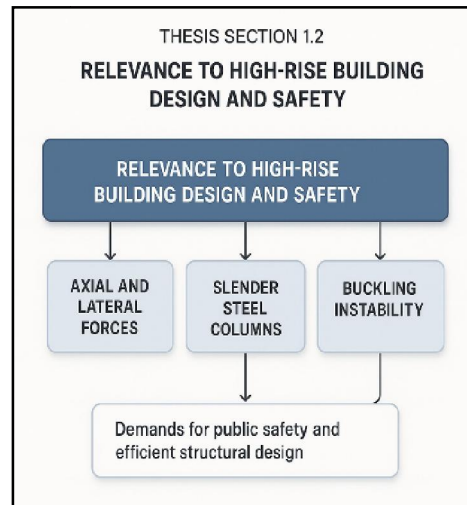 THESIS SECTION 1.2
RELEVANCE TO HIGH-RISE BUILDING
DESIGN AND SAFETY
RELEVANCE TO HIGH-RISE
BUILDING DESIGN AND SAFETY
AXIAL AND
LATERAL
FORCES
SLENDER
STEEL
COLUMNS
BUCKLING
INSTABILITY
Demands for public safety and
efficient structural design